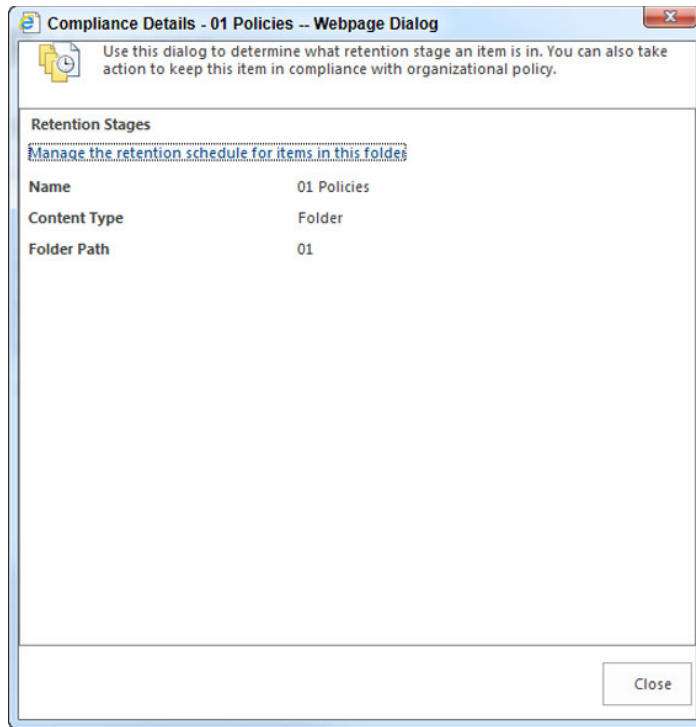 Compliance Details - 01 Policies -- Webpage Dialog
Use this dialog to determine what retention stage an item is in. You can also take
action to keep this item in compliance with organizational policy.
Retention Stages
Manage the retention schedule for items in this folder
Name 01 Policies
Content Type Folder
Folder Path 01
Close